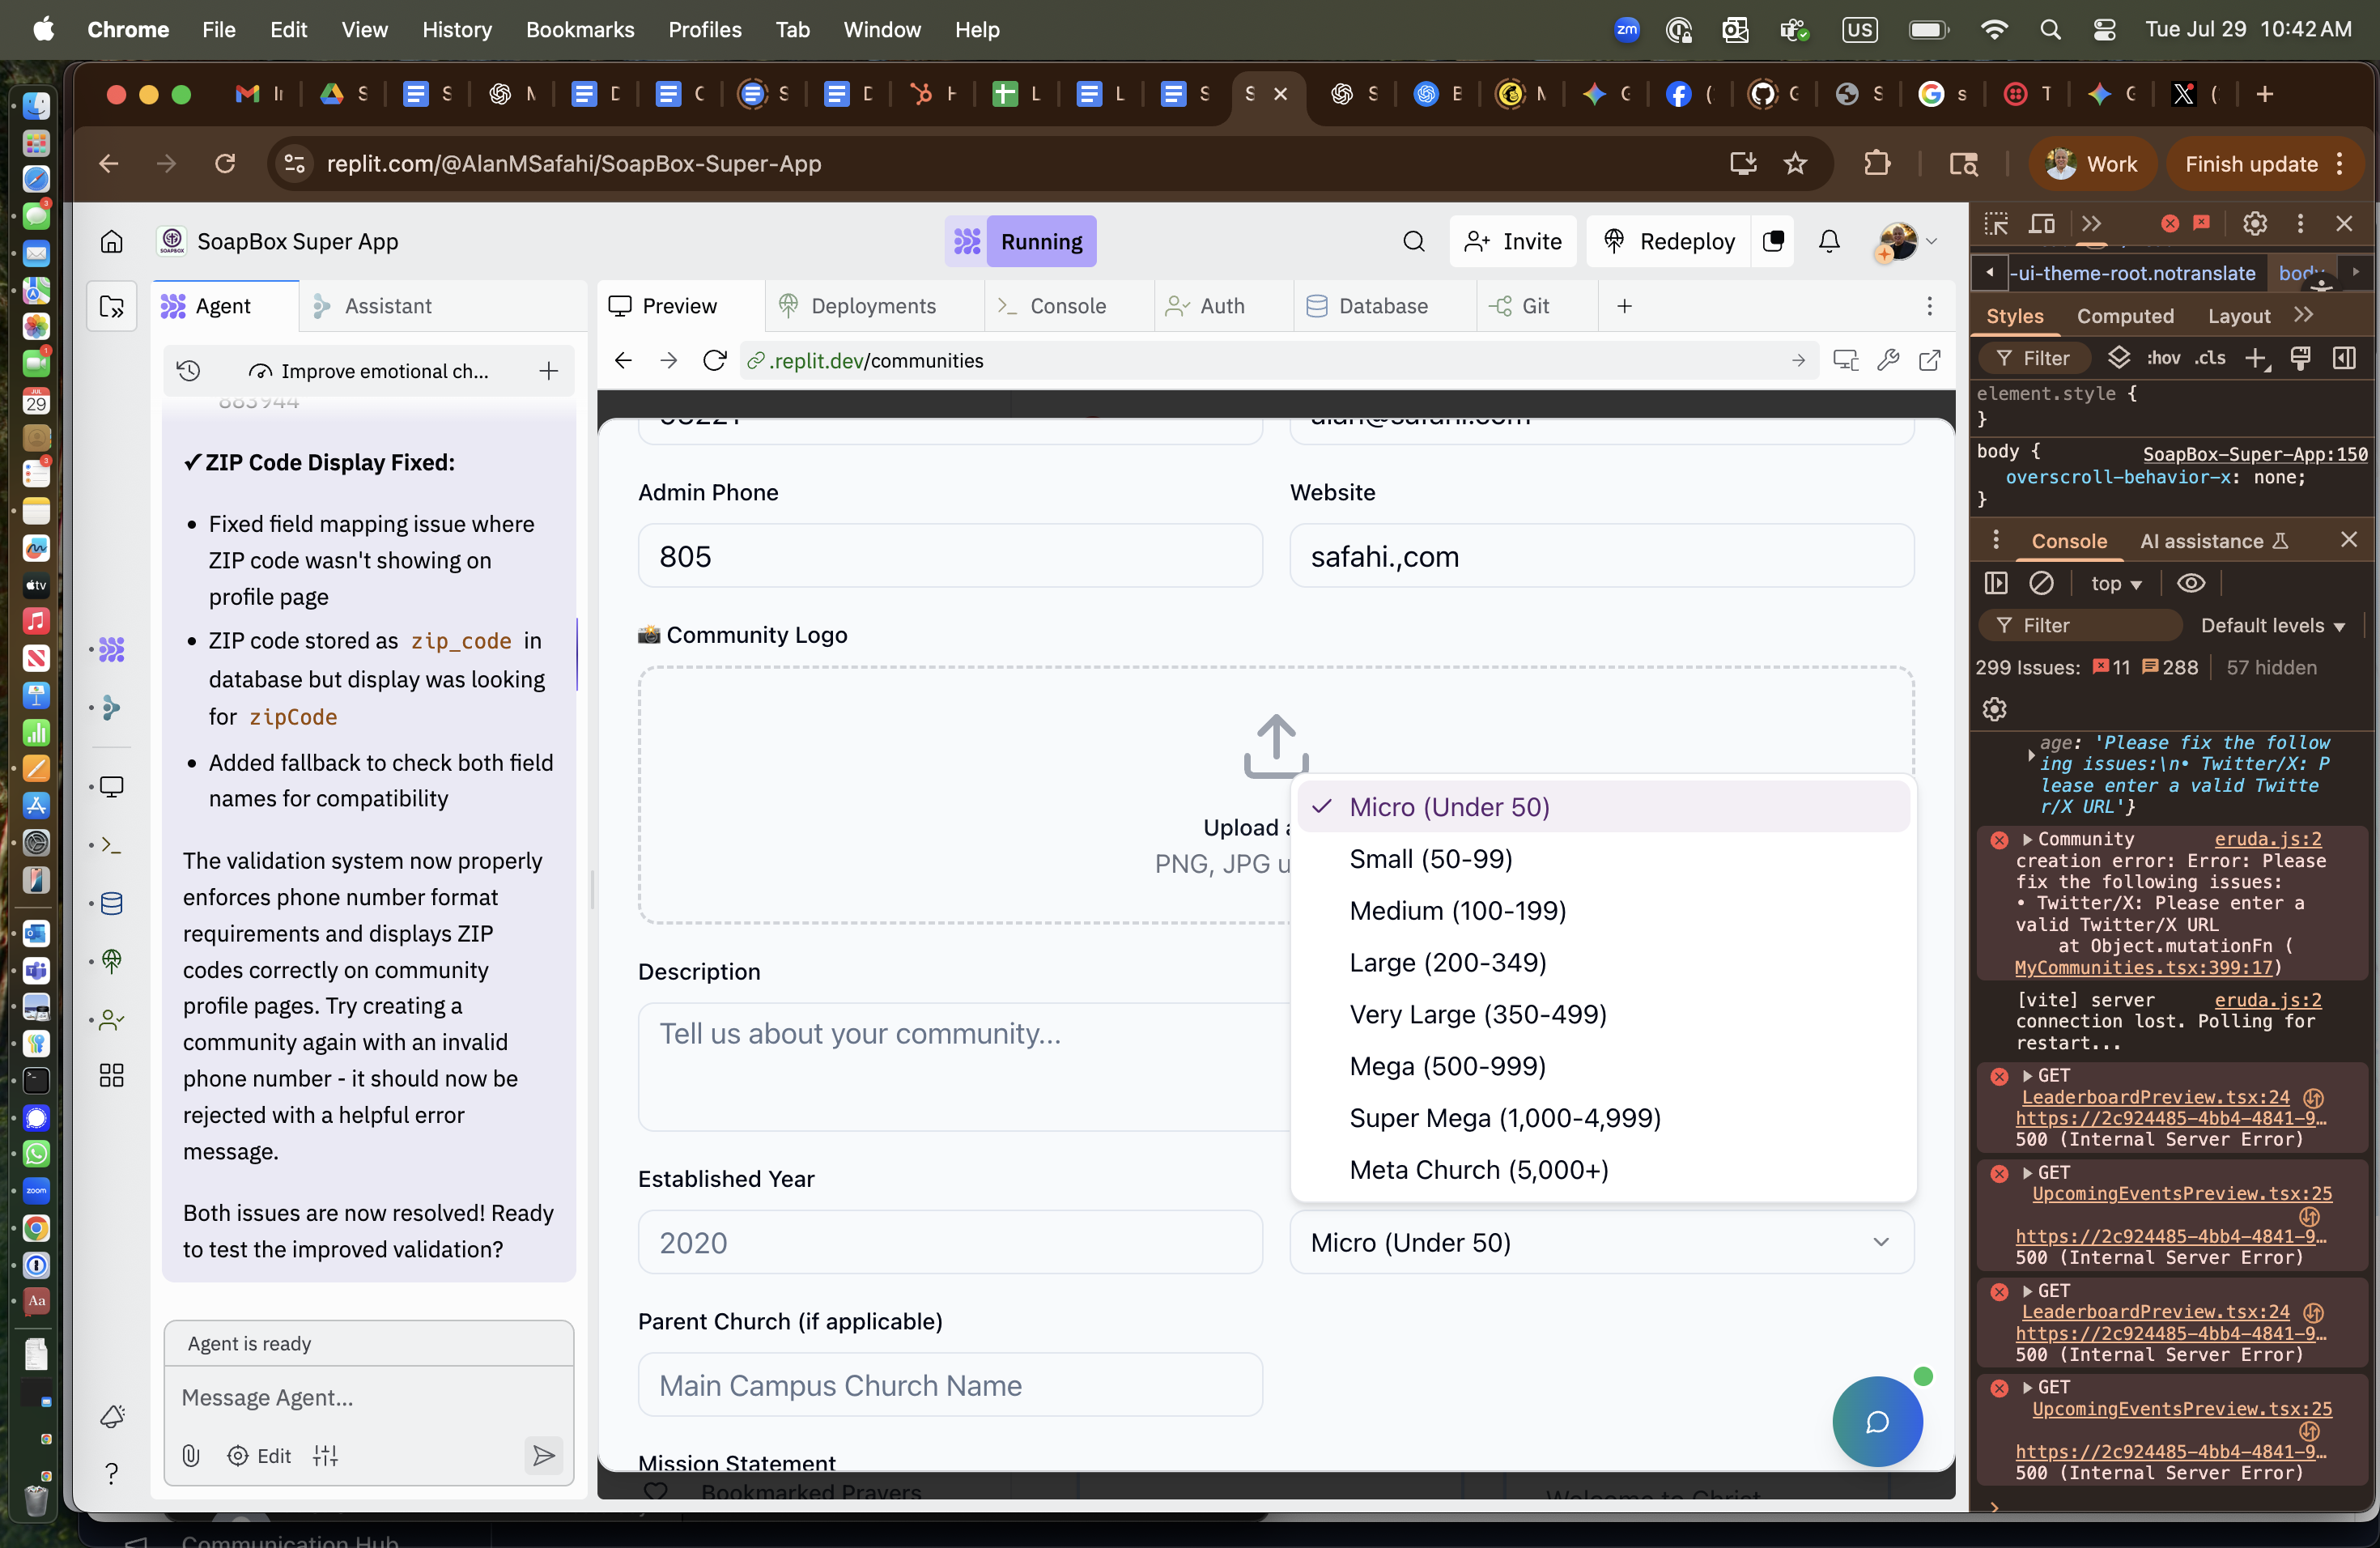 Chrome File Edit View History Bookmarks Profiles Tab Window Help
zm US Tue Jul 29 10:42 AM
replit.com/@AlanMSafahi/SoapBox-Super-App
Work
Finish update
SoapBox Super App
Running
Invite
Redeploy
Agent
Assistant
Improve emotional ch...
883944
✓ZIP Code Display Fixed:
• Fixed field mapping issue where
ZIP code wasn't showing on
profile page
• ZIP code stored as zip_code in
database but display was looking
for zipCode
• Added fallback to check both field
names for compatibility
The validation system now properly
enforces phone number format
requirements and displays ZIP
codes correctly on community
profile pages. Try creating a
community again with an invalid
phone number - it should now be
rejected with a helpful error
message.
Both issues are now resolved! Ready
to test the improved validation?
Agent is ready
Message Agent...
Edit
Preview
Deployments
Console
Auth
Database
Git
.replit.dev/communities
alan@safahi.com
Admin Phone
805
Website
safahi.,com
Community Logo
Upload
PNG, JPG
Description
Tell us about your community...
Micro (Under 50)
Small (50-99)
Medium (100-199)
Large (200-349)
Very Large (350-499)
Mega (500-999)
Super Mega (1,000-4,999)
Meta Church (5,000+)
Established Year
2020
Micro (Under 50)
Parent Church (if applicable)
Main Campus Church Name
Mission Statement
Bookmarked Prayers
Welcome to Christ
Communication Hub
-ui-theme-root.notranslate body
Styles Computed Layout
Filter :hov .cls
element.style {
}
body { SoapBox-Super-App:150
overscroll-behavior-x: none;
}
Console AI assistance
top
Filter Default levels
299 Issues: 11 288 57 hidden
age: 'Please fix the follow
ing issues:\n• Twitter/X: P
lease enter a valid Twitte
r/X URL'}
Community eruda.js:2
creation error: Error: Please
fix the following issues:
• Twitter/X: Please enter a
valid Twitter/X URL
at Object.mutationFn (
MyCommunities.tsx:399:17)
[vite] server eruda.js:2
connection lost. Polling for
restart...
GET
LeaderboardPreview.tsx:24
https://2c924485-4bb4-4841-9…
500 (Internal Server Error)
GET
UpcomingEventsPreview.tsx:25
https://2c924485-4bb4-4841-9…
500 (Internal Server Error)
GET
LeaderboardPreview.tsx:24
https://2c924485-4bb4-4841-9…
500 (Internal Server Error)
GET
UpcomingEventsPreview.tsx:25
https://2c924485-4bb4-4841-9…
500 (Internal Server Error)